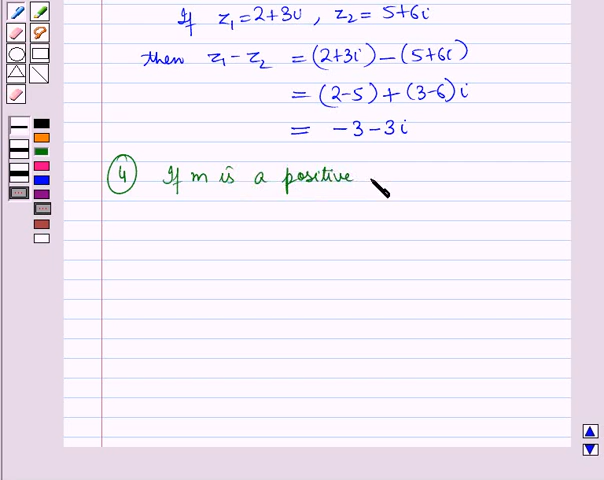 If z₁ = 2+3i , z₂ = 5+6i
then z₁ - z₂ = (2+3i) - (5+6i)
= (2-5) + (3-6)i
= -3-3i
4 If m is a positive